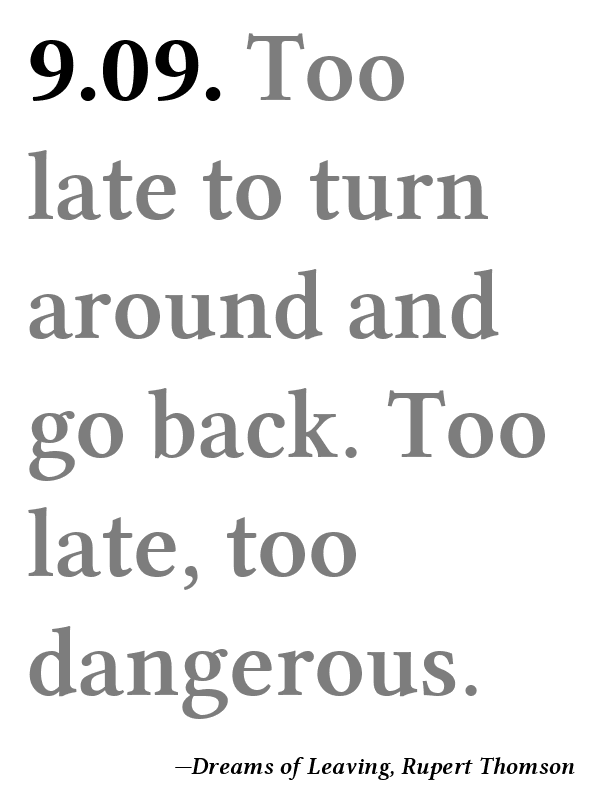 9.09. Too
late to turn
around and
go back. Too
late, too
dangerous.
—Dreams of Leaving, Rupert Thomson